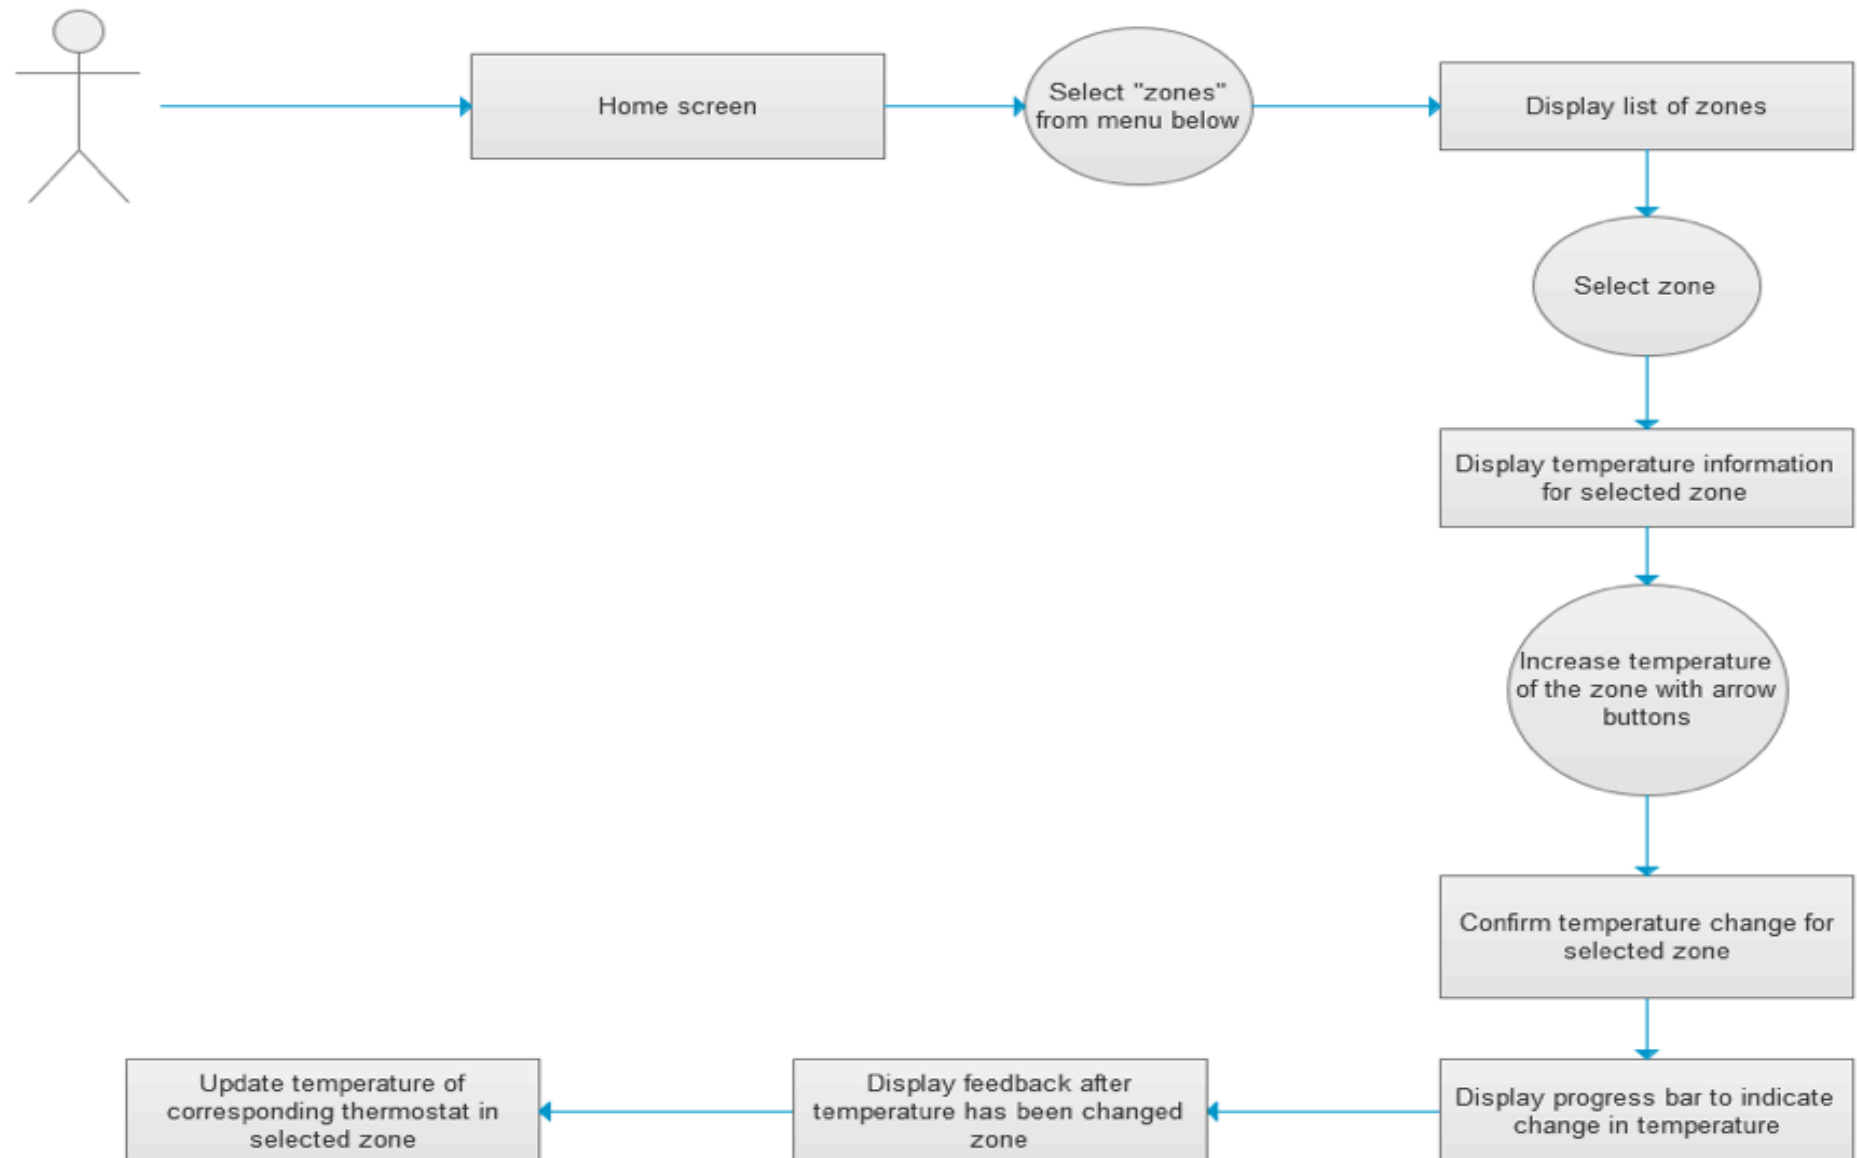 Home screen
Select "zones"
from menu below
Display list of zones
Select zone
Display temperature information
for selected zone
Increase temperature
of the zone with arrow
buttons
Confirm temperature change for
selected zone
Display progress bar to indicate
change in temperature
Display feedback after
temperature has been changed
zone
Update temperature of
corresponding thermostat in
selected zone